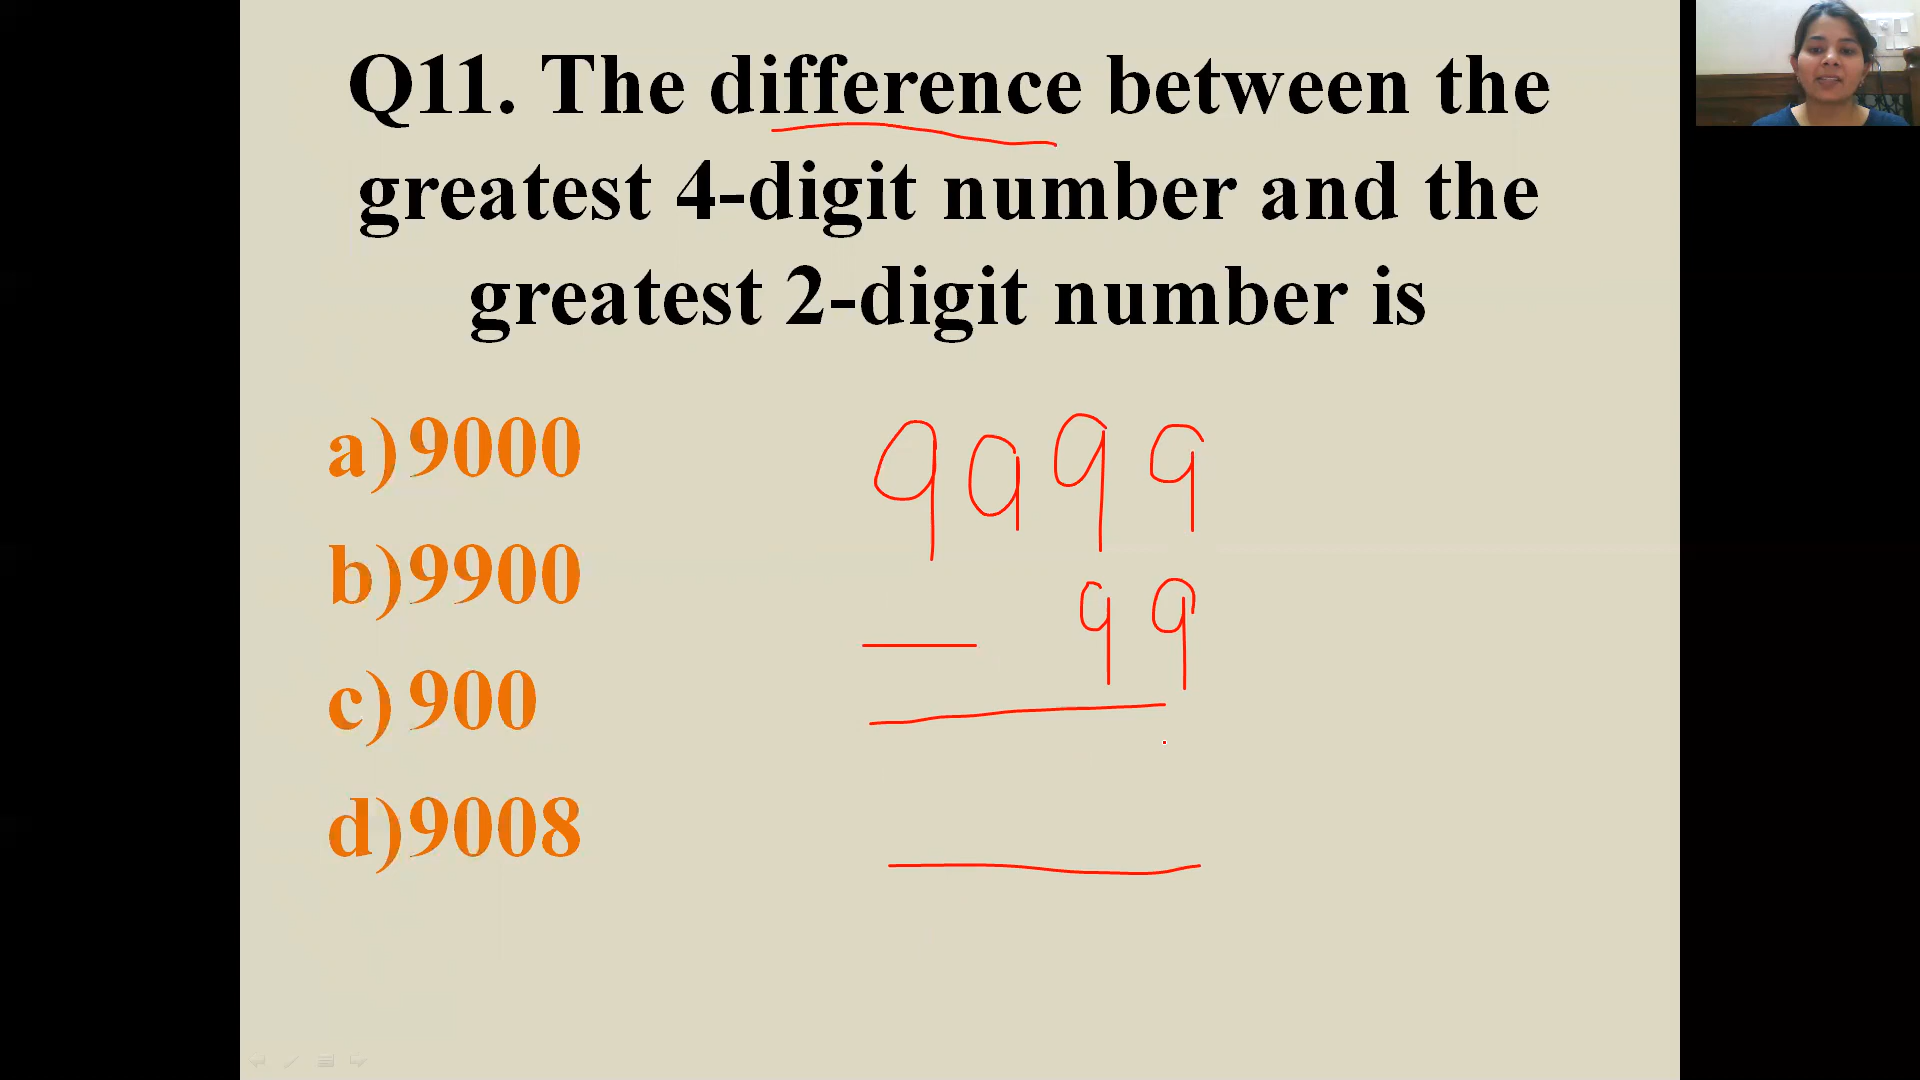 Q11. The difference between the
greatest 4-digit number and the
greatest 2-digit number is
a) 9000
b) 9900
c) 900
d) 9008
9999
- 99